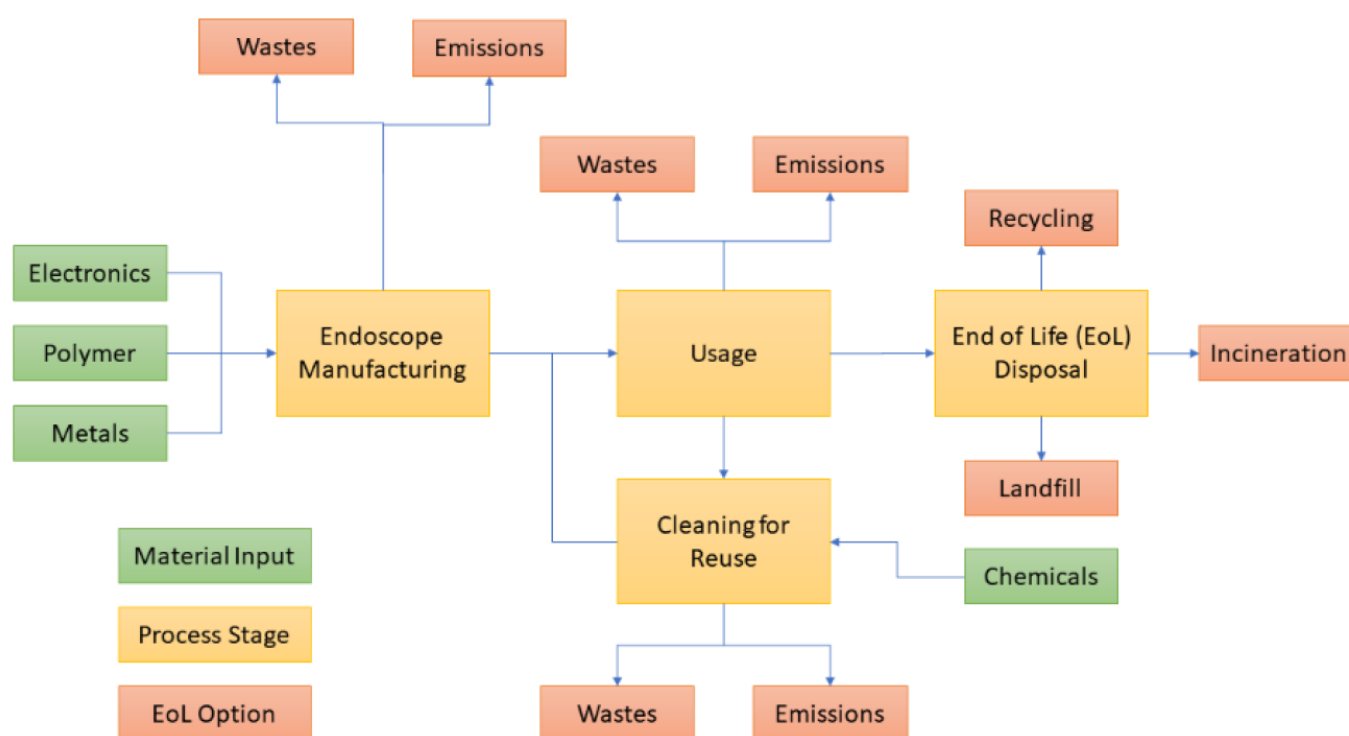 Wastes
Emissions
Wastes
Emissions
Recycling
Electronics
Polymer
Metals
Endoscope
Manufacturing
Usage
End of Life (EoL)
Disposal
Incineration
Landfill
Cleaning for
Reuse
Chemicals
Material Input
Process Stage
EoL Option
Wastes
Emissions